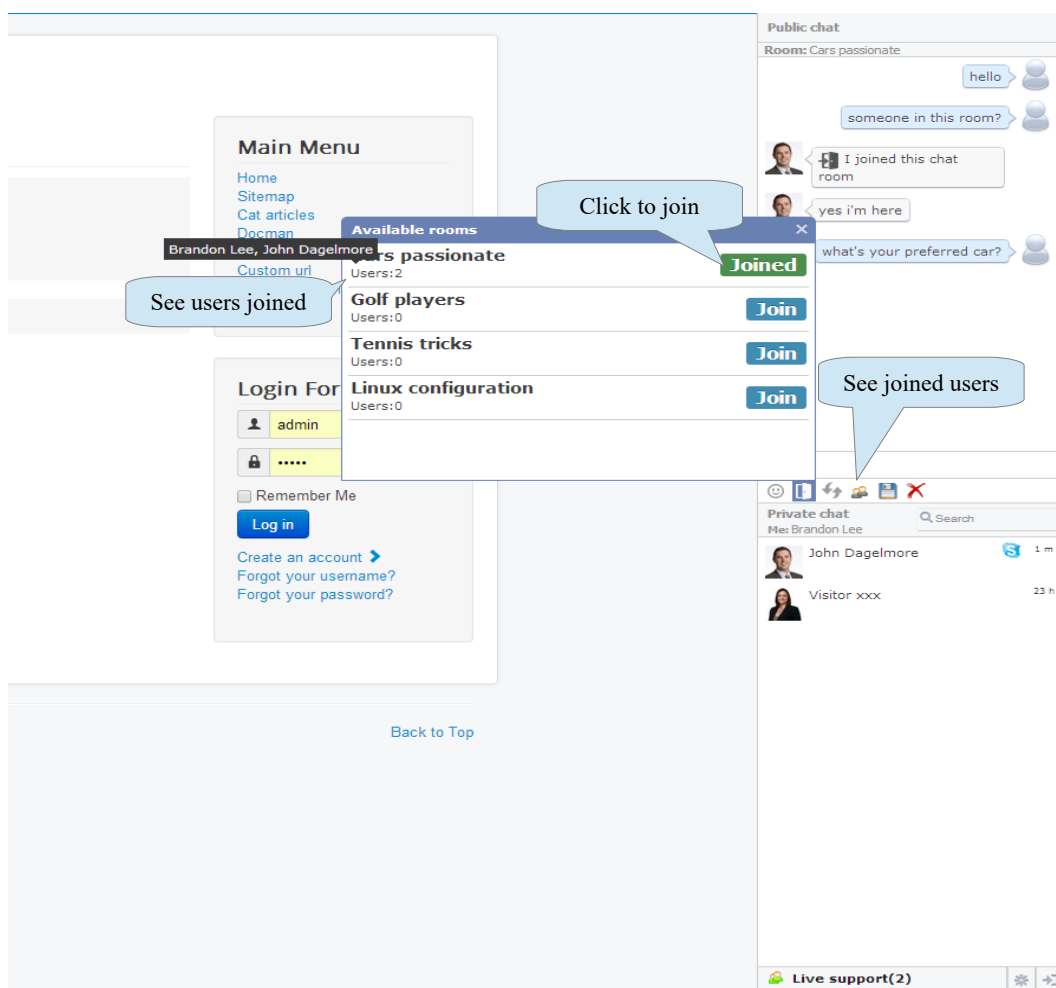 Public chat
Room: Cars passionate
hello
someone in this room?
I joined this chat
room
yes i'm here
what's your preferred car?
Main Menu
Home
Sitemap
Cat articles
Docman
Custom url
Click to join
Available rooms
Brandon Lee, John Dagelmore
passionate
Users:2
Joined
See users joined
Golf players
Users:0
Join
Tennis tricks
Users:0
Join
Linux configuration
Users:0
Join
See joined users
Login For
admin
•••••
Remember Me
Log in
Create an account
Forgot your username?
Forgot your password?
Private chat
Me: Brandon Lee
Search
John Dagelmore
1 m
Visitor xxx
23 h
Back to Top
Live support(2)